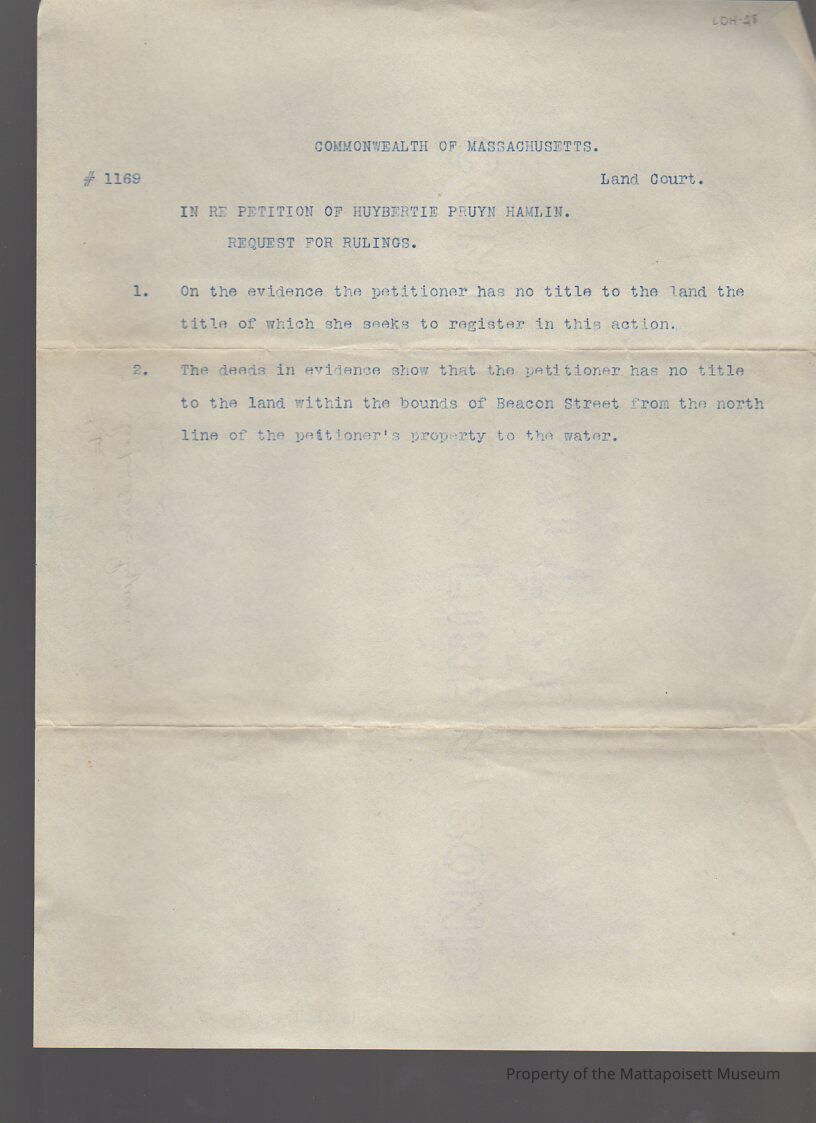 LDH-28
COMMONWEALTH OF MASSACHUSETTS.
# 1169 Land Court.
IN RE PETITION OF HUYBERTIE PRUYN HAMLIN.
REQUEST FOR RULINGS.
1. On the evidence the petitioner has no title to the land the
title of which she seeks to register in this action.
2. The deeds in evidence show that the petitioner has no title
to the land within the bounds of Beacon Street from the north
line of the petitioner's property to the water.
Property of the Mattapoisett Museum